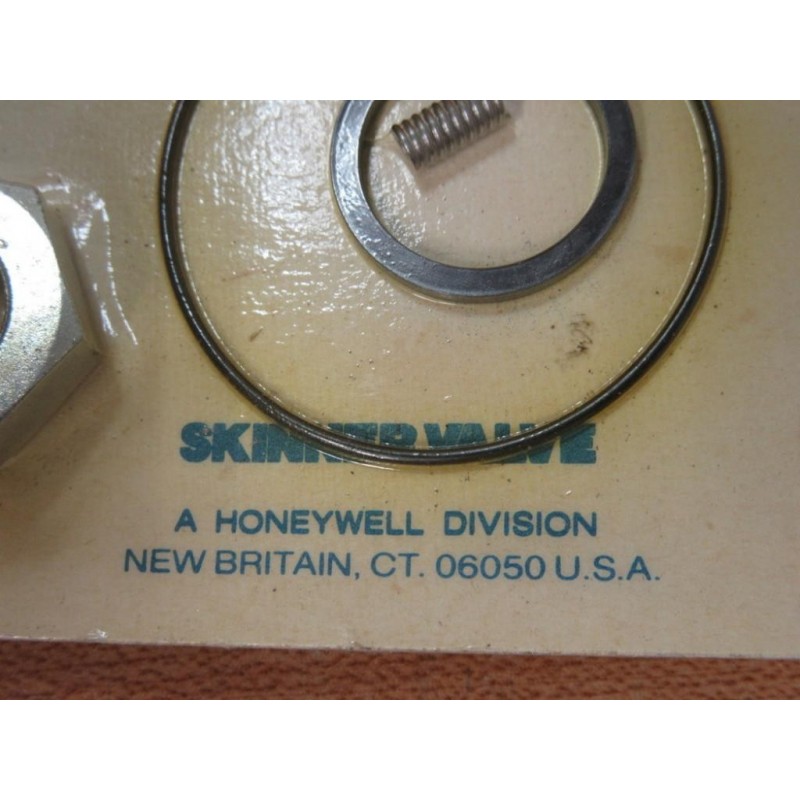 SKINNER VALVE
A HONEYWELL DIVISION
NEW BRITAIN, CT. 06050 U.S.A.